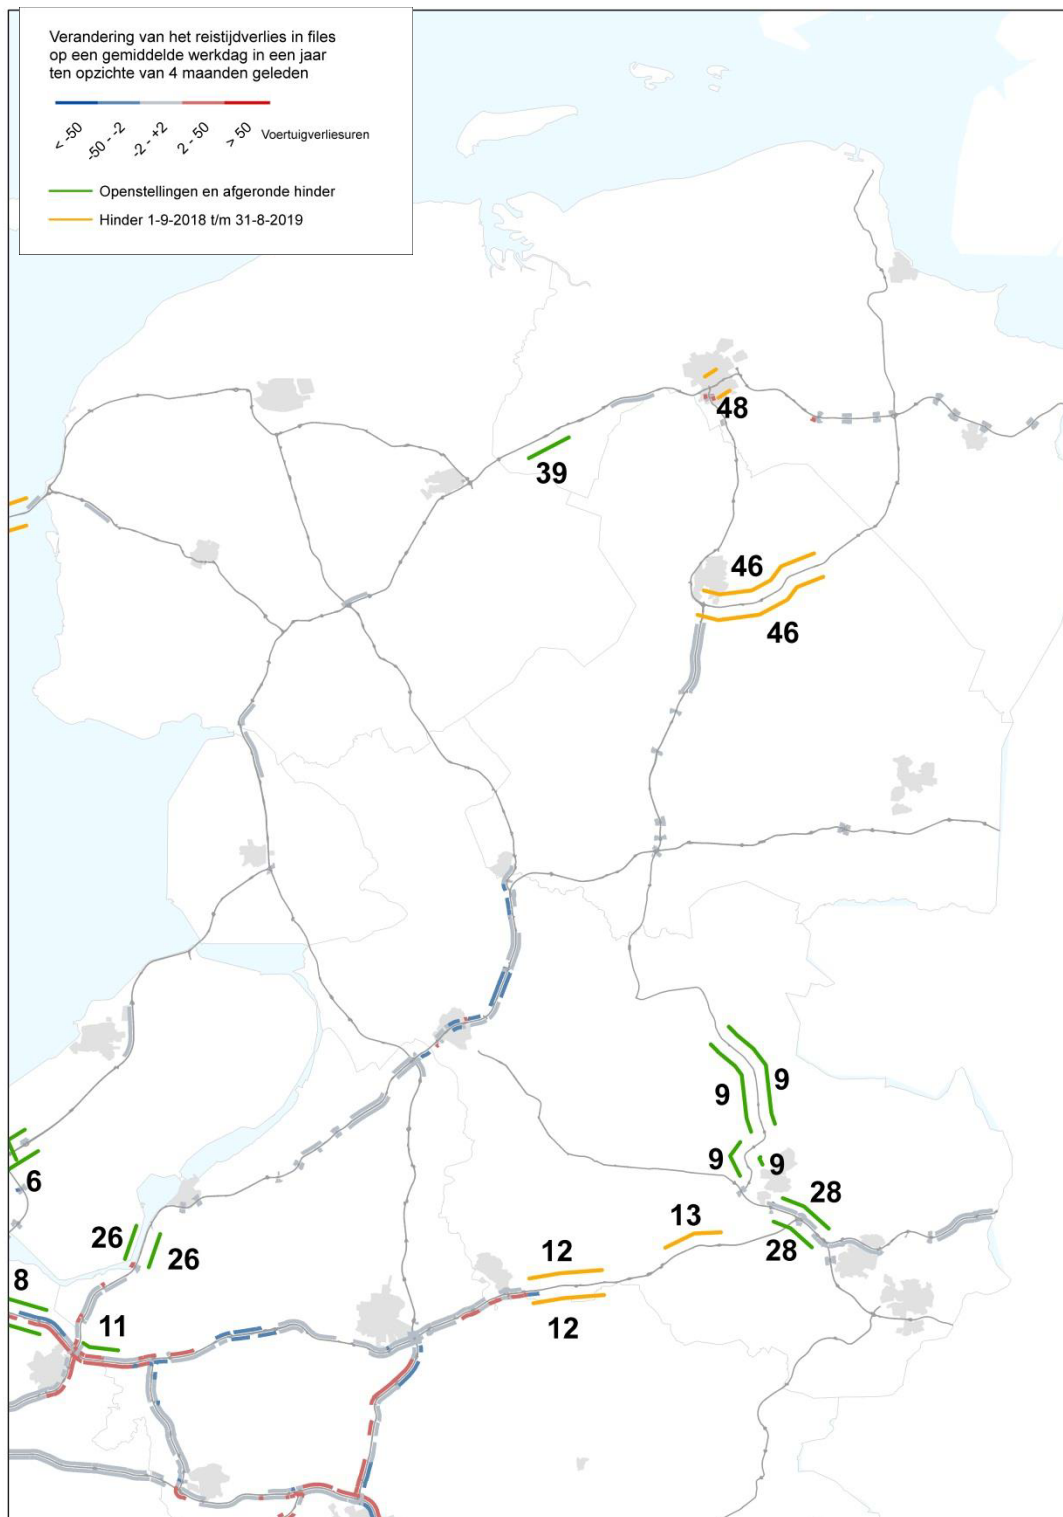 Verandering van het reistijdverlies in files
op een gemiddelde werkdag in een jaar
ten opzichte van 4 maanden geleden
< -50
-50 - -2
-2 - +2
2 - 50
> 50
Voertuigverliesuren
Openstellingen en afgeronde hinder
Hinder 1-9-2018 t/m 31-8-2019
48
39
46
46
9
9
9
9
6
28
13
26
26
28
12
8
11
12